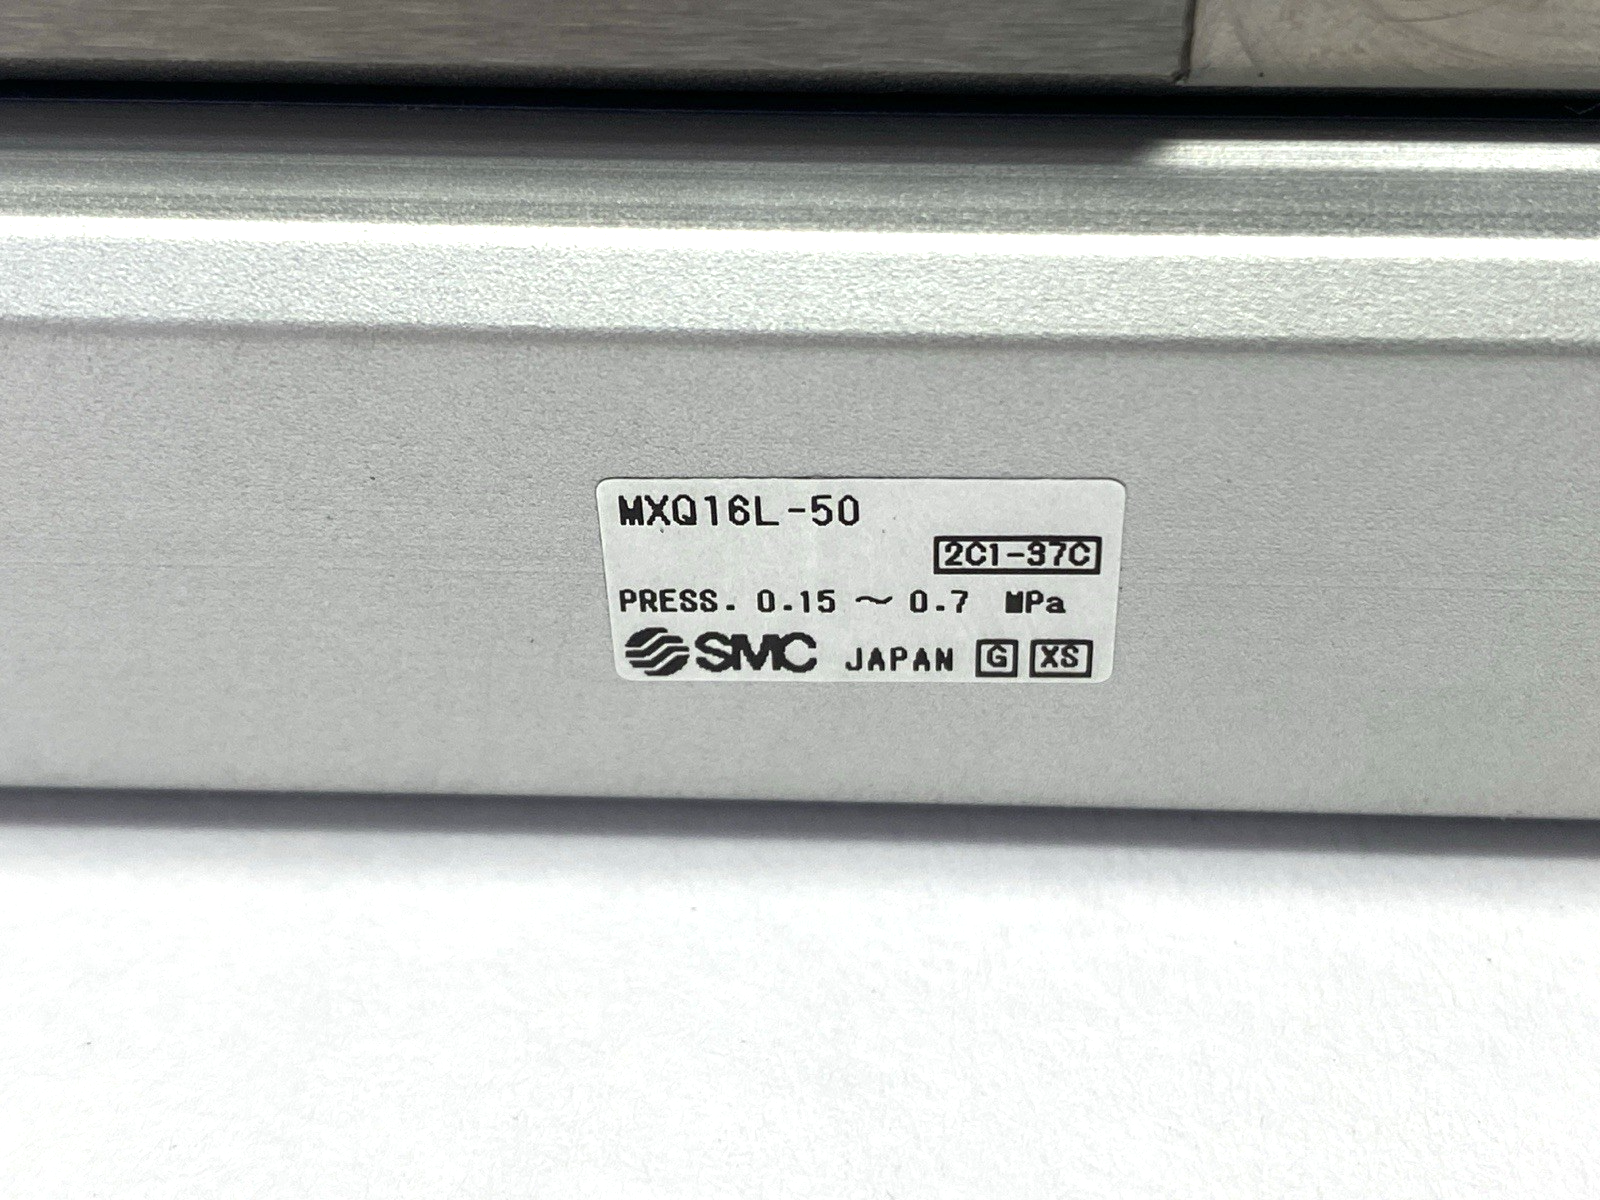 MXQ16L-50
2C1-37C
PRESS. 0.15 ～ 0.7 MPa
SMC JAPAN G XS